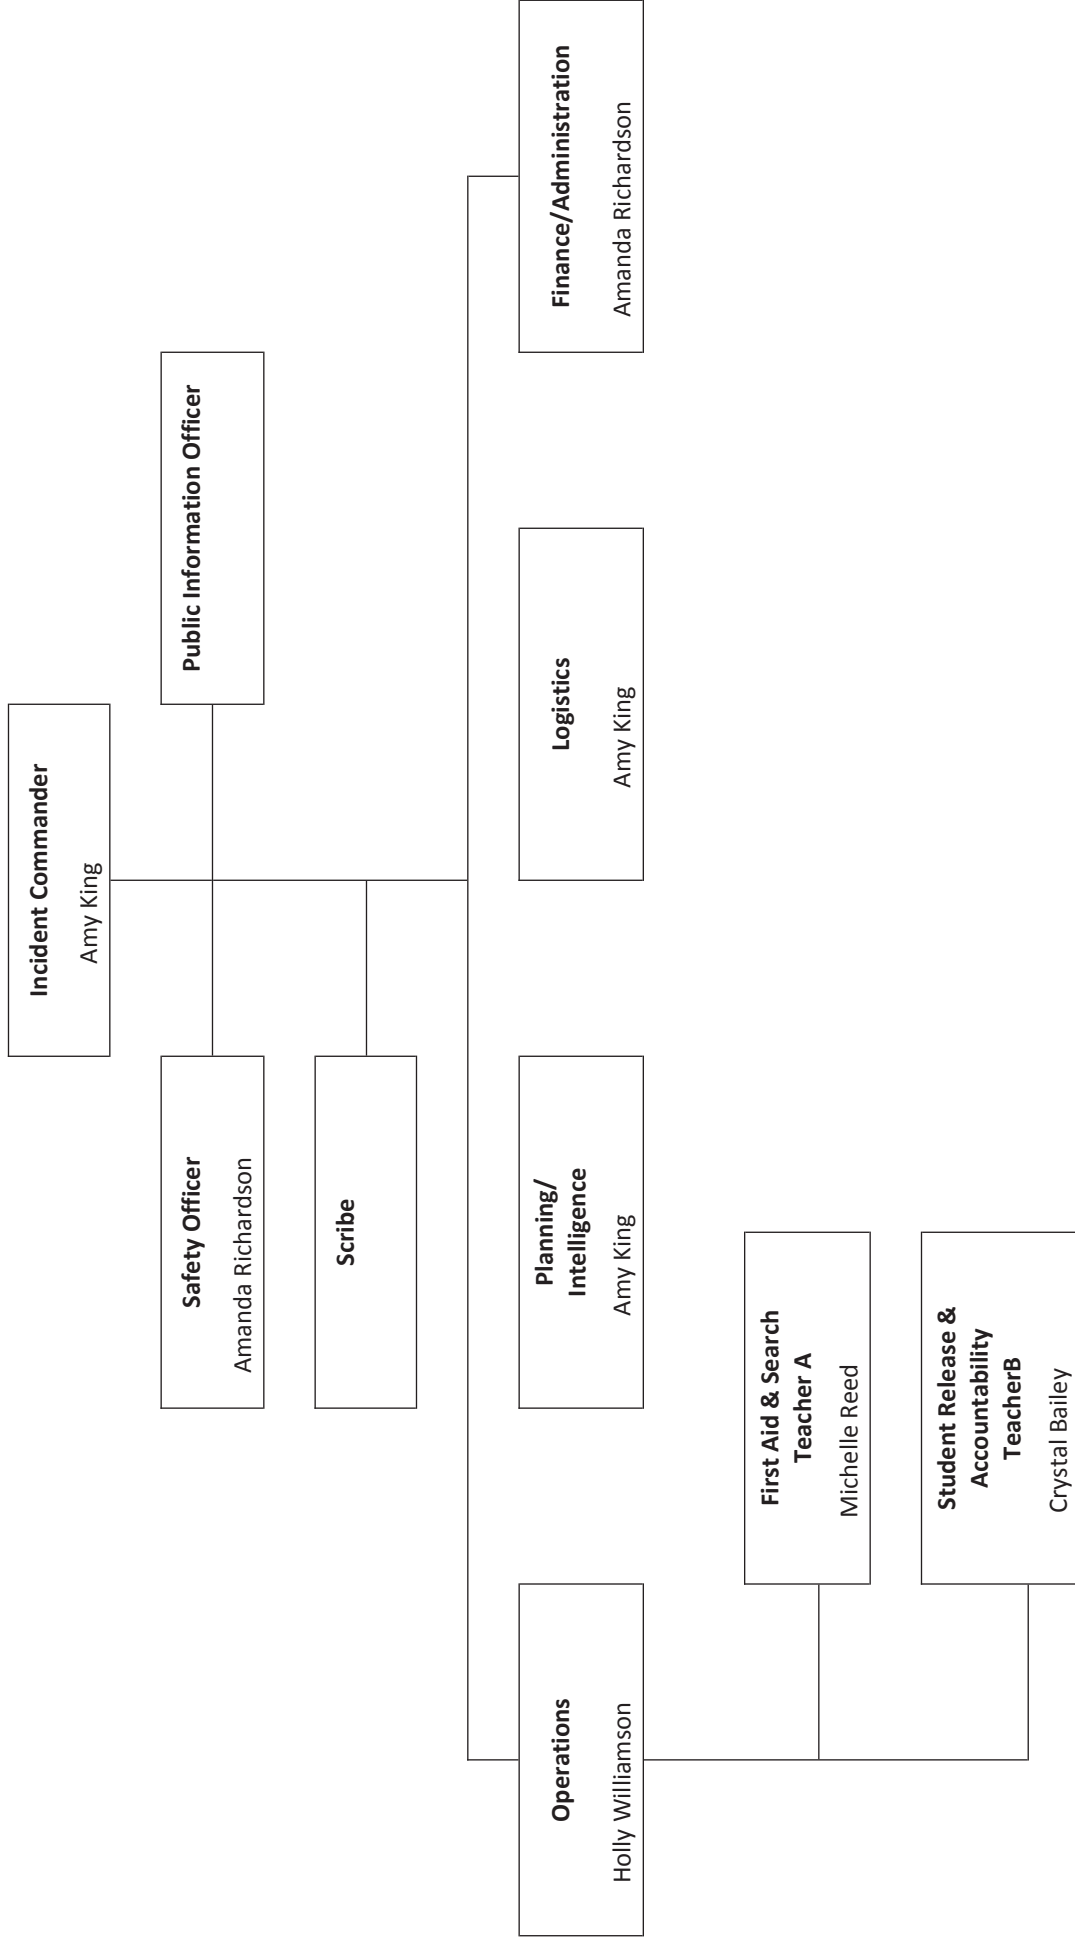 Incident Commander
Amy King
Safety Officer
Amanda Richardson
Public Information Officer
Scribe
Operations
Holly Williamson
Planning/
Intelligence
Amy King
Logistics
Amy King
Finance/Administration
Amanda Richardson
First Aid & Search
Teacher A
Michelle Reed
Student Release &
Accountability
TeacherB
Crystal Bailey